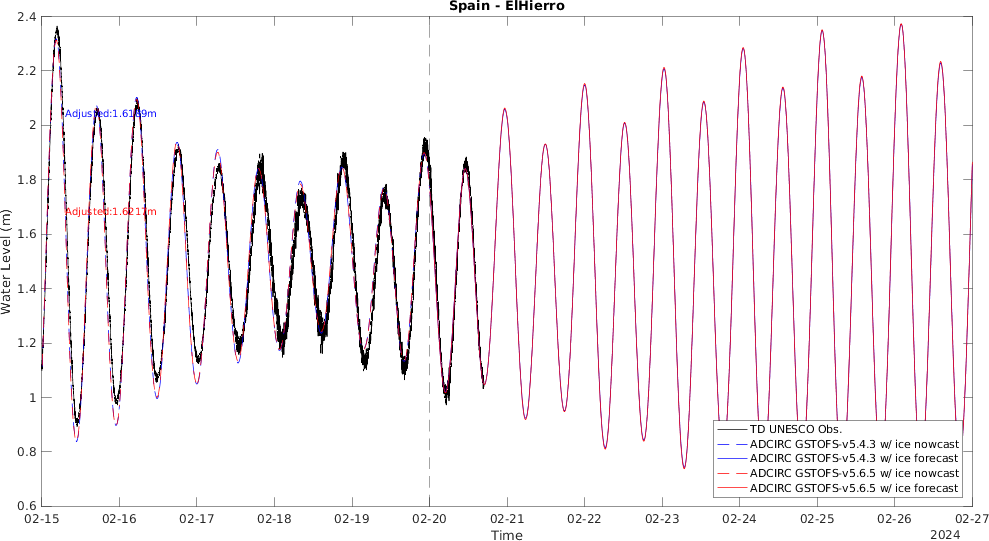 Spain - ElHierro
2.4
2.2
2
1.8
1.6
1.4
1.2
1
0.8
0.6
Water Level (m)
Adjusted:1.6189m
Adjusted:1.6217m
TD UNESCO Obs.
ADCIRC GSTOFS-v5.4.3 w/ ice nowcast
ADCIRC GSTOFS-v5.4.3 w/ ice forecast
ADCIRC GSTOFS-v5.6.5 w/ ice nowcast
ADCIRC GSTOFS-v5.6.5 w/ ice forecast
02-15 02-16 02-17 02-18 02-19 02-20 02-21 02-22 02-23 02-24 02-25 02-26 02-27
Time
2024